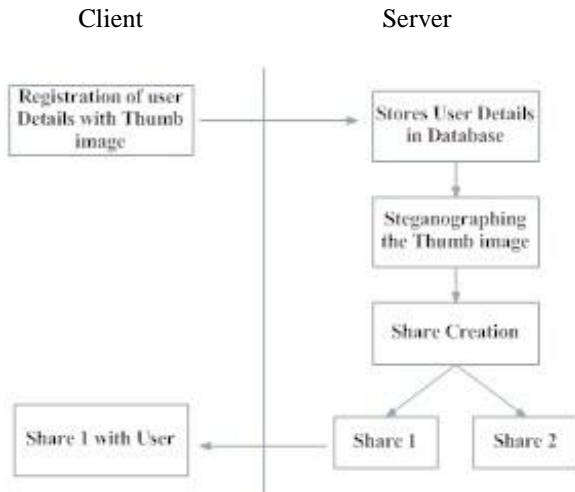 Client
Server
Registration of user
Details with Thumb
image
Stores User Details
in Database
Steganographing
the Thumb image
Share Creation
Share 1 with User
Share 1
Share 2